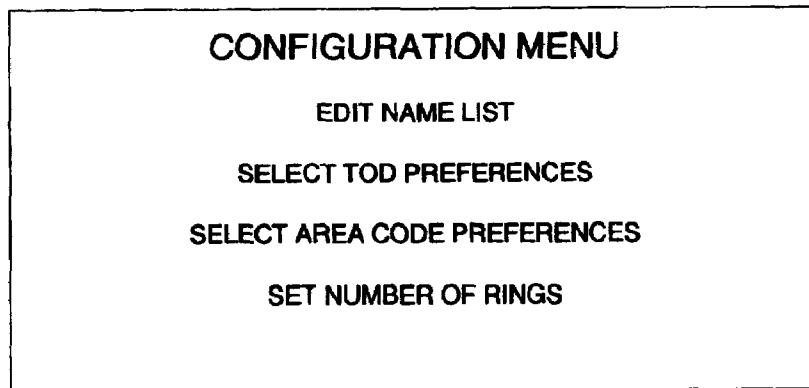 CONFIGURATION MENU
EDIT NAME LIST
SELECT TOD PREFERENCES
SELECT AREA CODE PREFERENCES
SET NUMBER OF RINGS